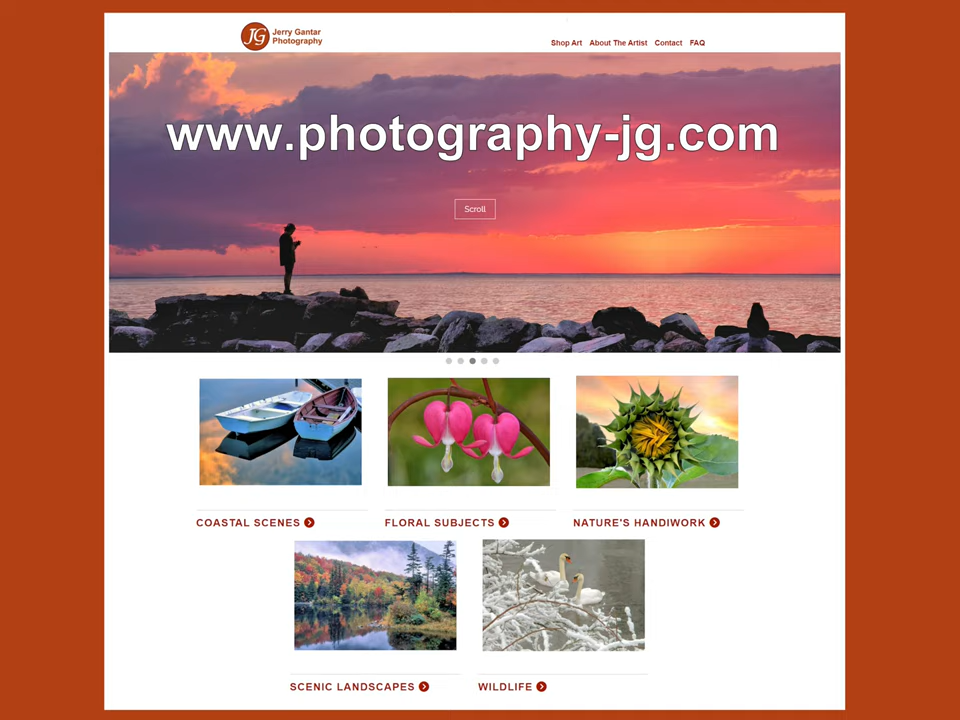 JG Jerry Gantar
Photography
Shop Art About The Artist Contact FAQ
www.photography-jg.com
Scroll
COASTAL SCENES
FLORAL SUBJECTS
NATURE'S HANDIWORK
SCENIC LANDSCAPES
WILDLIFE